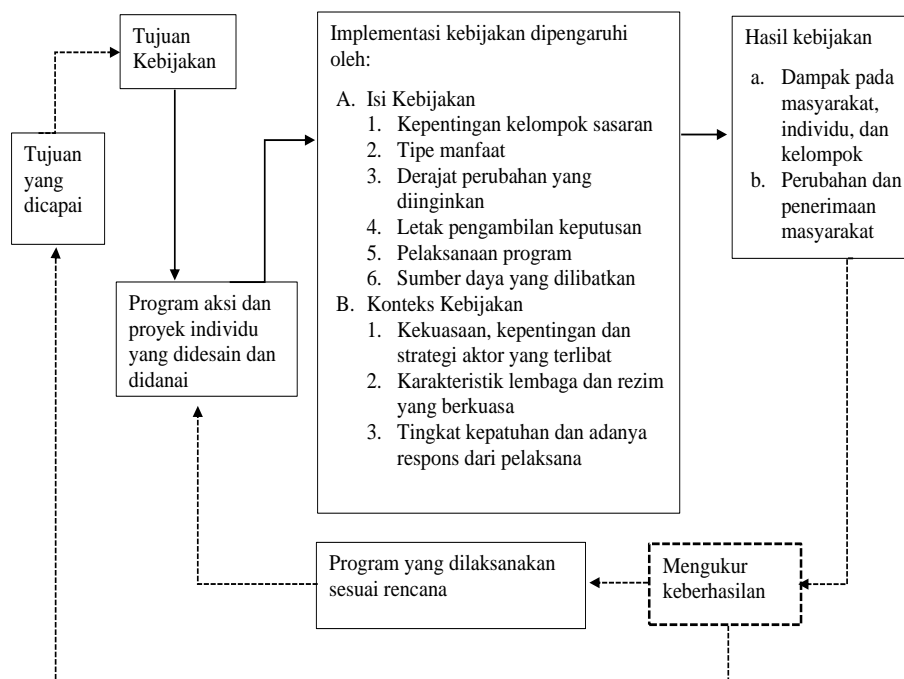 Tujuan
Kebijakan
Tujuan
yang
dicapai
Program aksi dan
proyek individu
yang didesain dan
didanai
Implementasi kebijakan dipengaruhi
oleh:
A. Isi Kebijakan
1. Kepentingan kelompok sasaran
2. Tipe manfaat
3. Derajat perubahan yang
diinginkan
4. Letak pengambilan keputusan
5. Pelaksanaan program
6. Sumber daya yang dilibatkan
B. Konteks Kebijakan
1. Kekuasaan, kepentingan dan
strategi aktor yang terlibat
2. Karakteristik lembaga dan rezim
yang berkuasa
3. Tingkat kepatuhan dan adanya
respons dari pelaksana
Hasil kebijakan
a. Dampak pada
masyarakat,
individu, dan
kelompok
b. Perubahan dan
penerimaan
masyarakat
Program yang dilaksanakan
sesuai rencana
Mengukur
keberhasilan